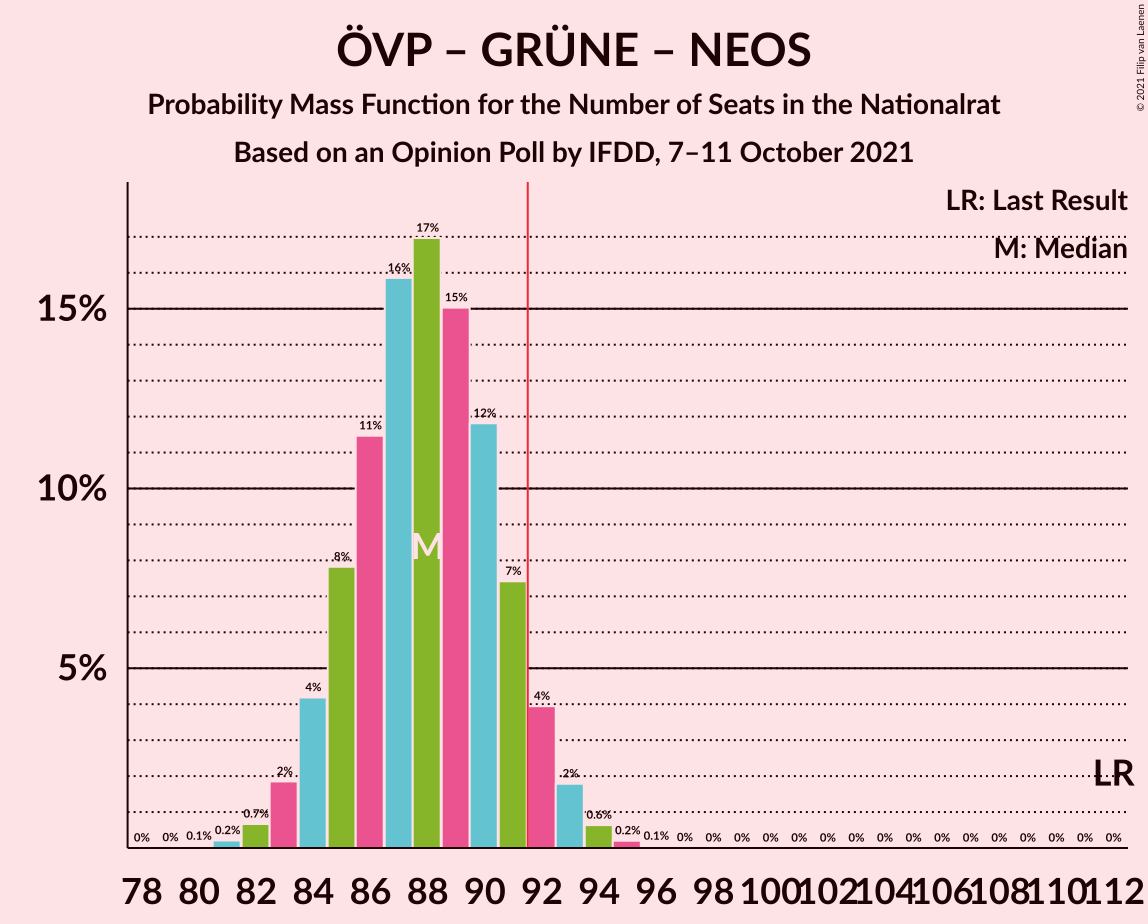 ÖVP – GRÜNE – NEOS
Probability Mass Function for the Number of Seats in the Nationalrat
Based on an Opinion Poll by IFDD, 7–11 October 2021
© 2021 Filip van Laenen
LR: Last Result
M: Median
15%
10%
5%
0% 0% 0.1% 0.2% 0.7% 2% 4% 8% 11% 16% 17% 15% 12% 7% 4% 2% 0.6% 0.2% 0.1% 0% 0% 0% 0% 0% 0% 0% 0% 0% 0% 0% 0% 0% 0% 0% 0%
M
LR
78 80 82 84 86 88 90 92 94 96 98 100 102 104 106 108 110 112